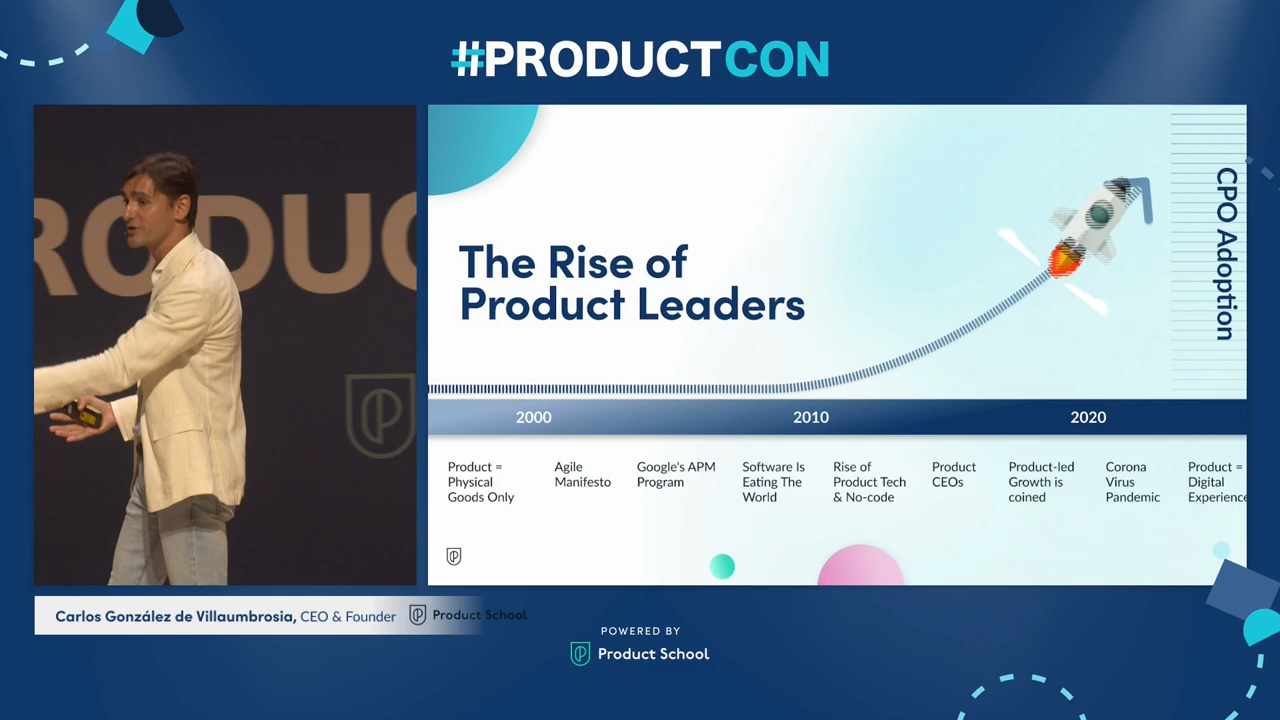 #PRODUCTCON
RODUC
The Rise of
Product Leaders
CPO Adoption
2000
2010
2020
Product =
Physical
Goods Only
Agile
Manifesto
Google's APM
Program
Software Is
Eating The
World
Rise of
Product Tech
& No-code
Product
CEOs
Product-led
Growth is
coined
Corona
Virus
Pandemic
Product =
Digital
Experience
Carlos González de Villaumbrosia, CEO & Founder Product School
POWERED BY
Product School